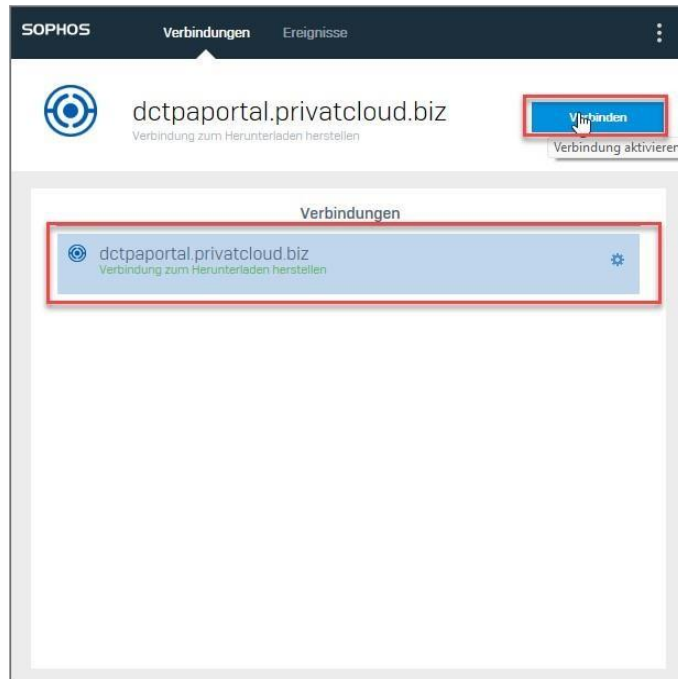 SOPHOS
Verbindungen Ereignisse
dctpaportal.privatcloud.biz
Verbindung zum Herunterladen herstellen
Verbinden
Verbindung aktivieren
Verbindungen
dctpaportal.privatcloud.biz
Verbindung zum Herunterladen herstellen